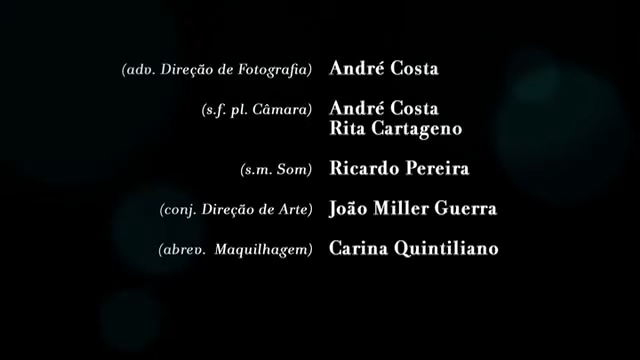 (adv. Direção de Fotografia) André Costa
(s.f. pl. Câmara) André Costa
Rita Cartageno
(s.m. Som) Ricardo Pereira
(conj. Direção de Arte) João Miller Guerra
(abrev. Maquilhagem) Carina Quintiliano